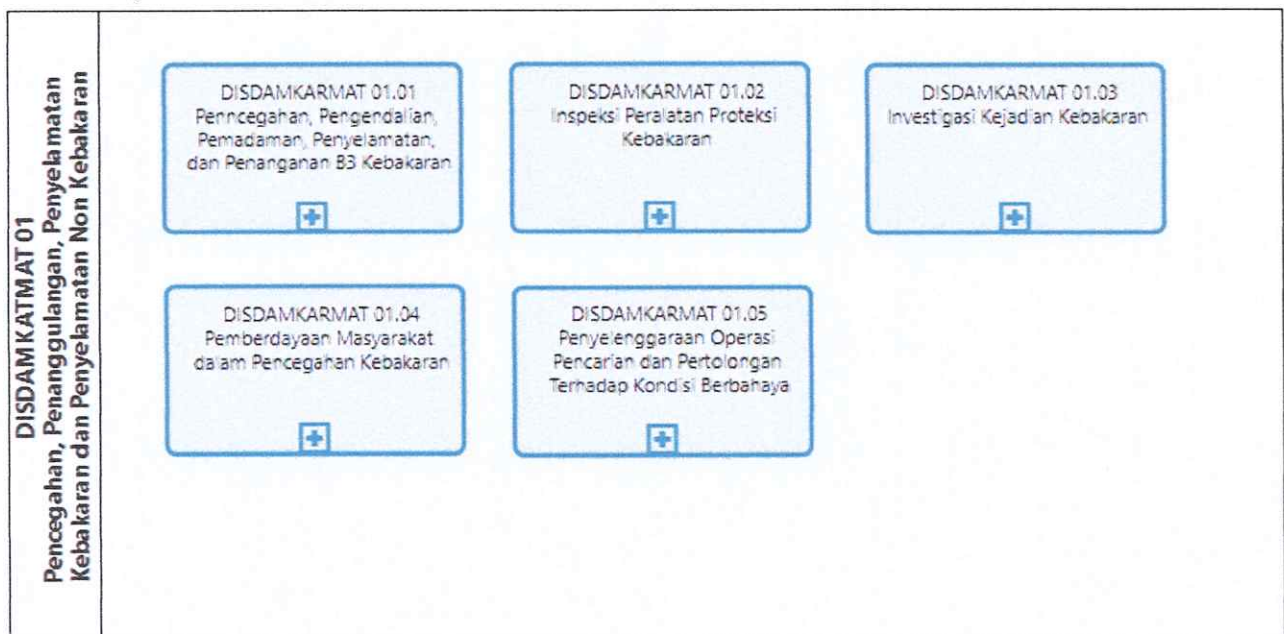 DISDAMKATMAT 01
Pencegahan, Penanggulangan, Penyelamatan
Kebakaran dan Penyelamatan Non Kebakaran
DISDAMKARMAT 01.01
Penncegahan, Pengendalian,
Pemadaman, Penyelamatan,
dan Penanganan B3 Kebakaran
DISDAMKARMAT 01.02
Inspeksi Peralatan Proteksi
Kebakaran
DISDAMKARMAT 01.03
Investigasi Kejadian Kebakaran
DISDAMKARMAT 01.04
Pemberdayaan Masyarakat
dalam Pencegahan Kebakaran
DISDAMKARMAT 01.05
Penyelenggaraan Operasi
Pencarian dan Pertolongan
Terhadap Kondisi Berbahaya